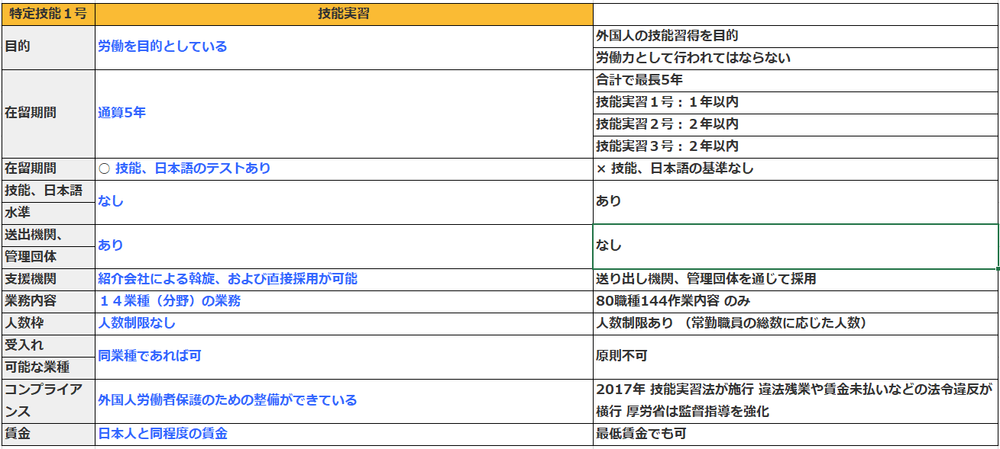 特定技能１号 技能実習
目的 労働を目的としている 外国人の技能習得を目的
労働力として行われてはならない
在留期間 通算5年 合計で最長5年
技能実習１号：１年以内
技能実習２号：２年以内
技能実習３号：２年以内
在留期間 〇 技能、日本語のテストあり × 技能、日本語の基準なし
技能、日本語
水準 なし あり
送出機関、
管理団体 あり なし
支援機関 紹介会社による斡旋、および直接採用が可能 送り出し機関、管理団体を通じて採用
業務内容 １４業種（分野）の業務 80職種144作業内容 のみ
人数枠 人数制限なし 人数制限あり （常勤職員の総数に応じた人数）
受入れ
可能な業種 同業種であれば可 原則不可
コンプライア
ンス 外国人労働者保護のための整備ができている 2017年 技能実習法が施行 違法残業や賃金未払いなどの法令違反が
横行 厚労省は監督指導を強化
賃金 日本人と同程度の賃金 最低賃金でも可